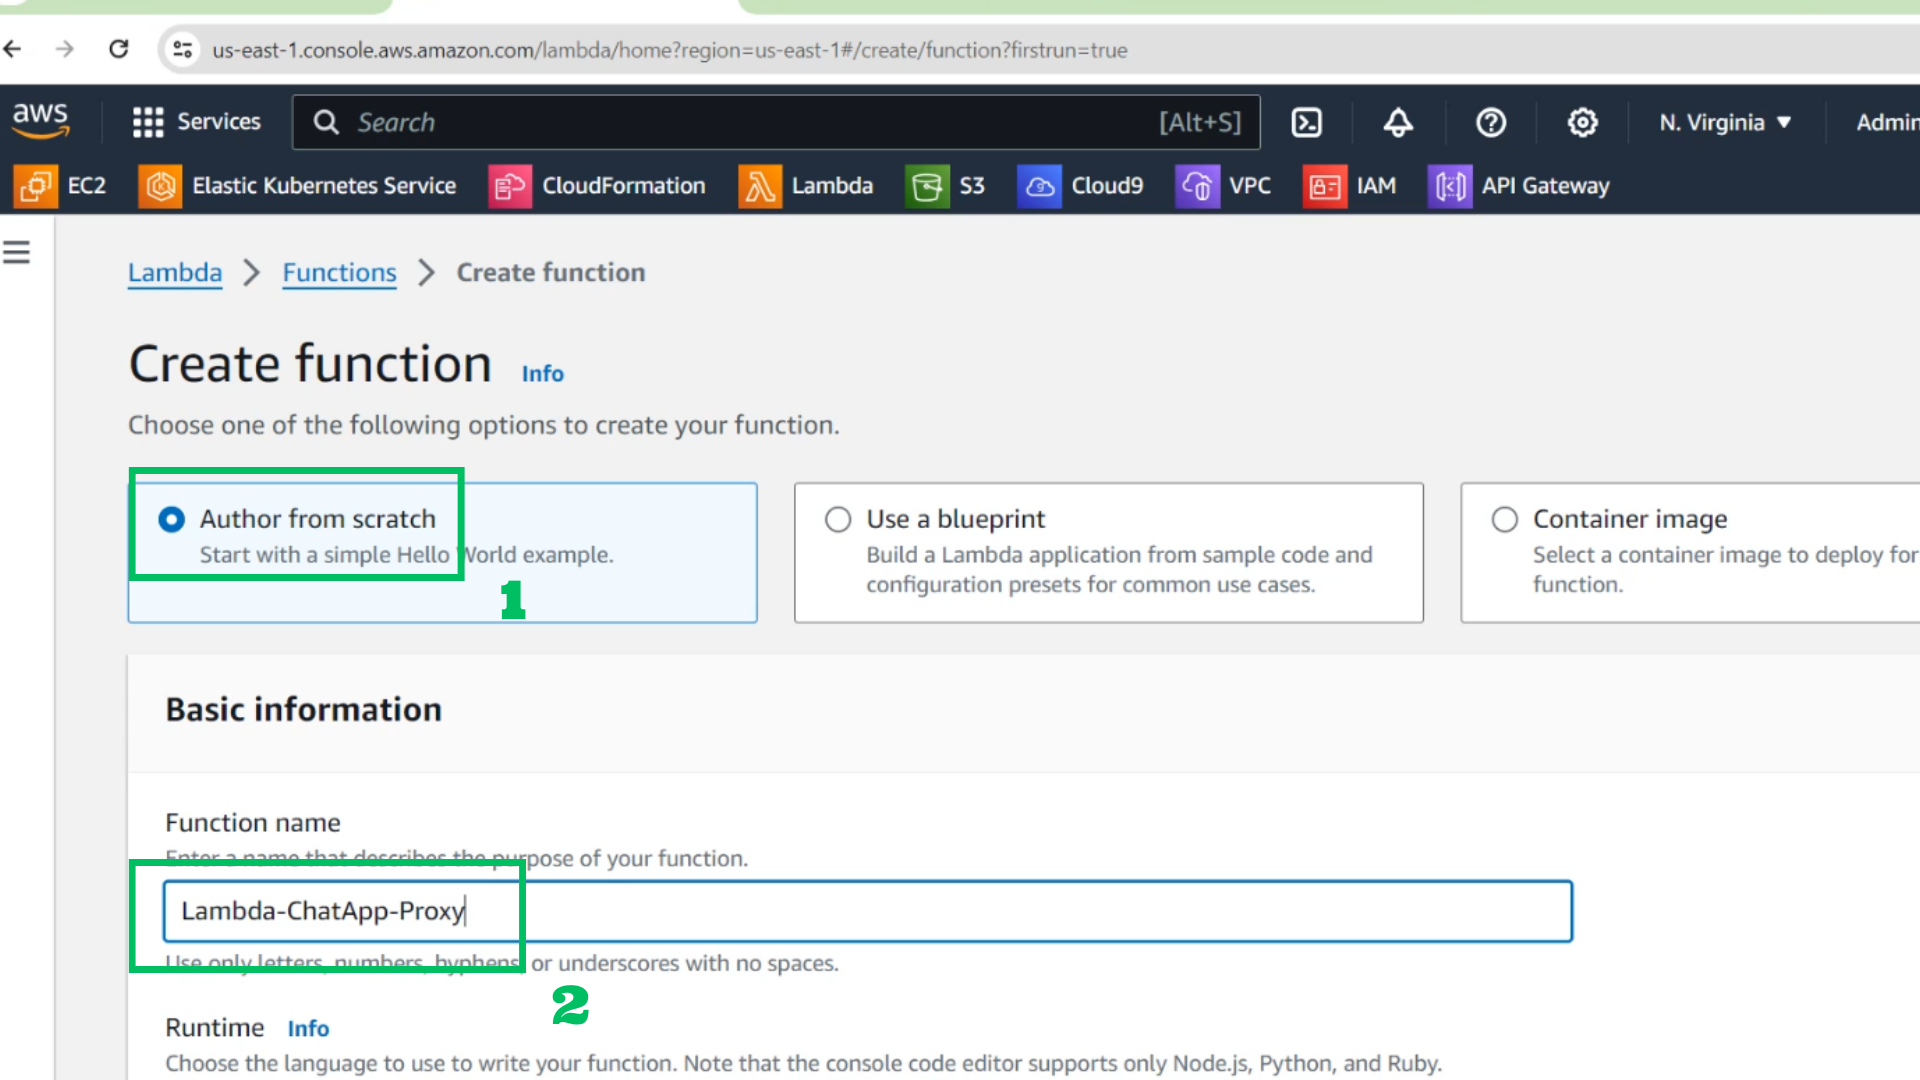 us-east-1.console.aws.amazon.com/lambda/home?region=us-east-1#/create/function?firstrun=true
aws Services Search [Alt+S] N. Virginia Admin
EC2 Elastic Kubernetes Service CloudFormation Lambda S3 Cloud9 VPC IAM API Gateway
Lambda > Functions > Create function
Create function Info
Choose one of the following options to create your function.
Author from scratch
Start with a simple Hello World example.
1
Use a blueprint
Build a Lambda application from sample code and
configuration presets for common use cases.
Container image
Select a container image to deploy for
function.
Basic information
Function name
Enter a name that describes the purpose of your function.
Lambda-ChatApp-Proxy
Use only letters, numbers, hyphens, or underscores with no spaces.
2
Runtime Info
Choose the language to use to write your function. Note that the console code editor supports only Node.js, Python, and Ruby.